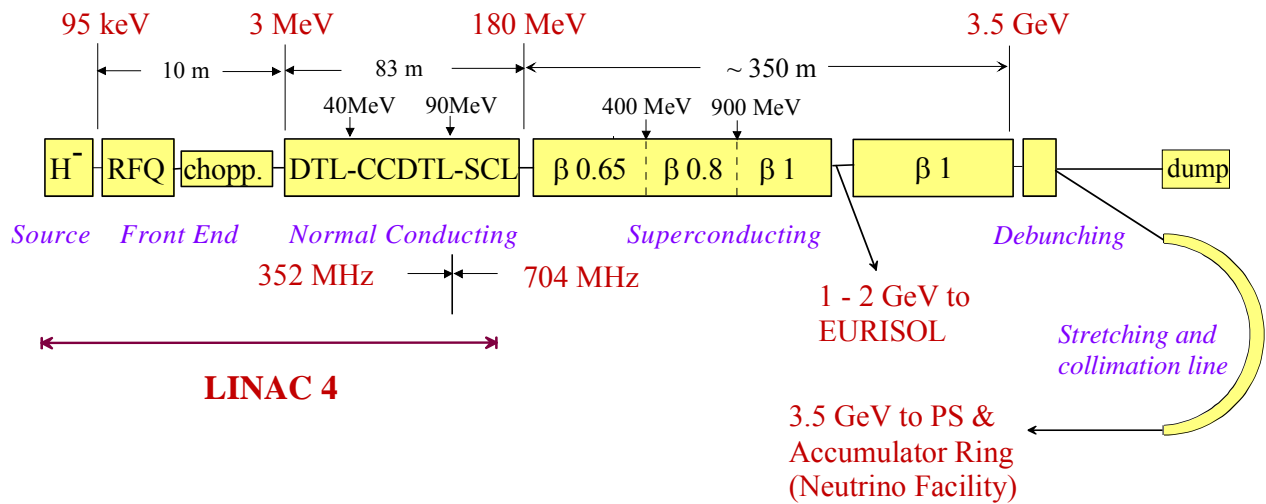 95 keV
3 MeV
180 MeV
3.5 GeV
10 m
83 m
~ 350 m
40MeV
90MeV
400 MeV
900 MeV
H-
RFQ
chopp.
DTL-CCDTL-SCL
β 0.65
β 0.8
β 1
β 1
dump
Source
Front End
Normal Conducting
Superconducting
Debunching
352 MHz
704 MHz
1 - 2 GeV to
EURISOL
Stretching and
collimation line
LINAC 4
3.5 GeV to PS &
Accumulator Ring
(Neutrino Facility)